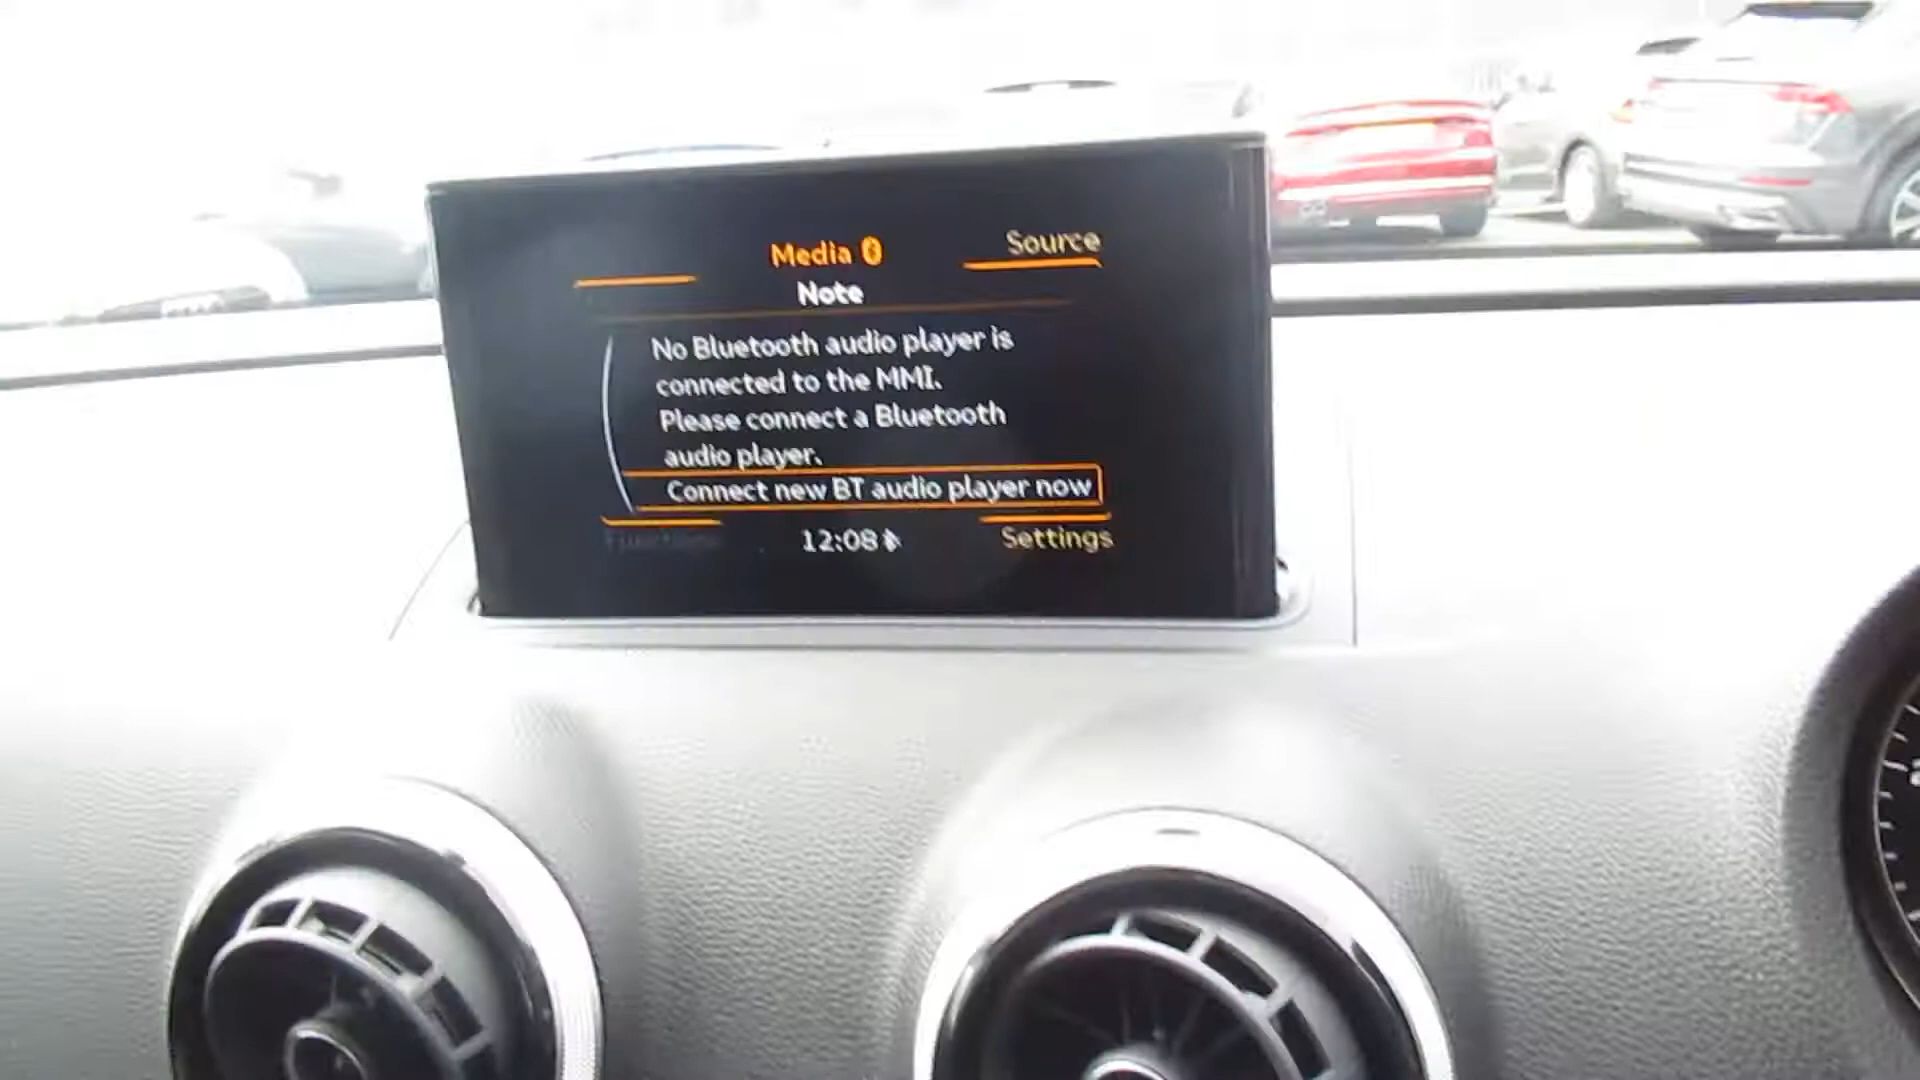 Media
Source
Note
No Bluetooth audio player is
connected to the MMI.
Please connect a Bluetooth
audio player.
Connect new BT audio player now
Functions
12:08
Settings